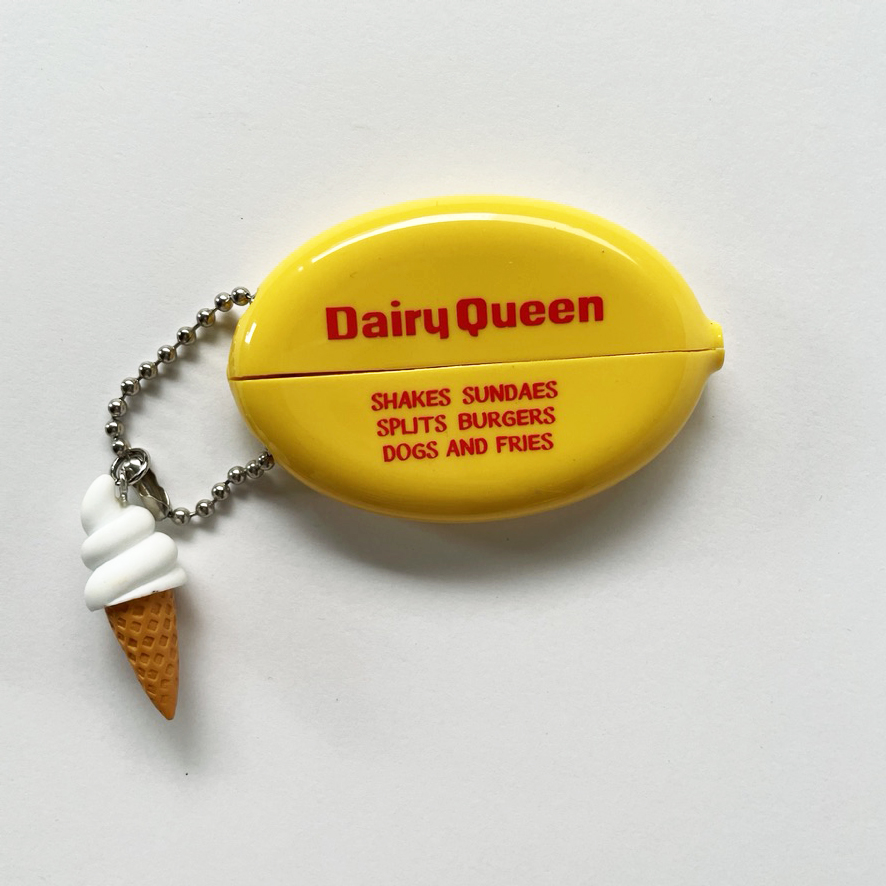 Dairy Queen
SHAKES SUNDAES
SPLITS BURGERS
DOGS AND FRIES